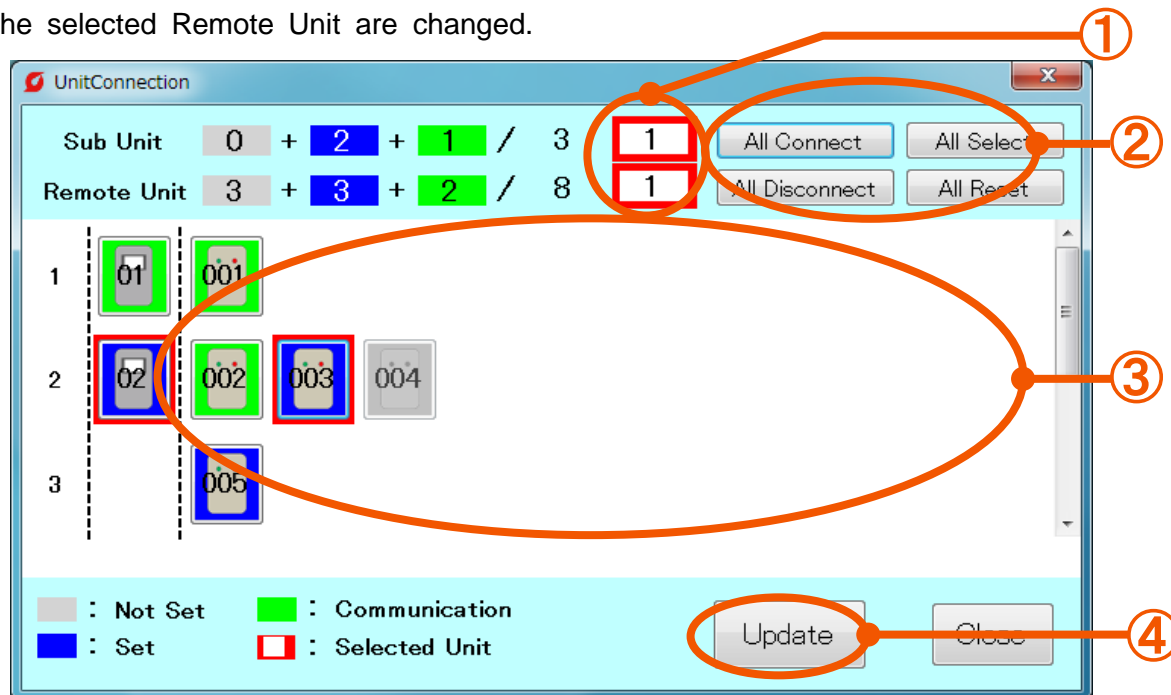 he selected Remote Unit are changed.
①
UnitConnection
x
Sub Unit 0 + 2 + 1 / 3 1 All Connect All Select
②
Remote Unit 3 + 3 + 2 / 8 1 All Disconnect All Reset
1 01 001
2 02 002 003 004
③
3 005
: Not Set : Communication
: Set : Selected Unit
Update Close
④